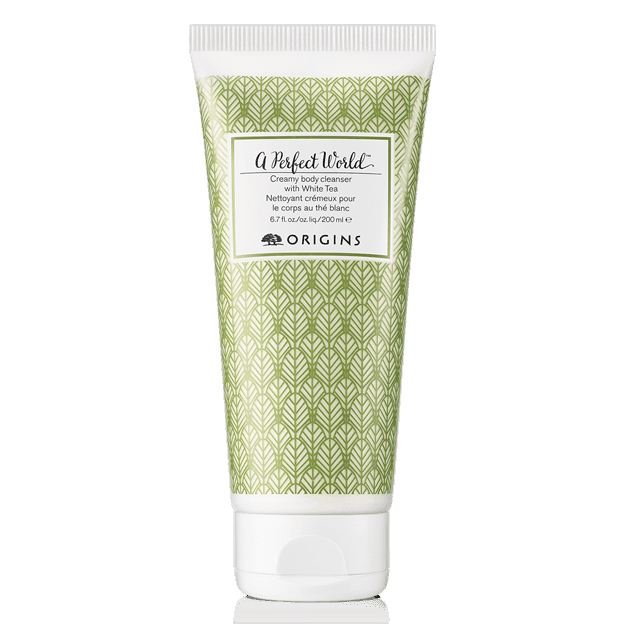 A Perfect World™
Creamy body cleanser
with White Tea
Nettoyant crémeux pour
le corps au thé blanc
6.7 fl. oz./oz. liq./200 ml ℮
ORIGINS